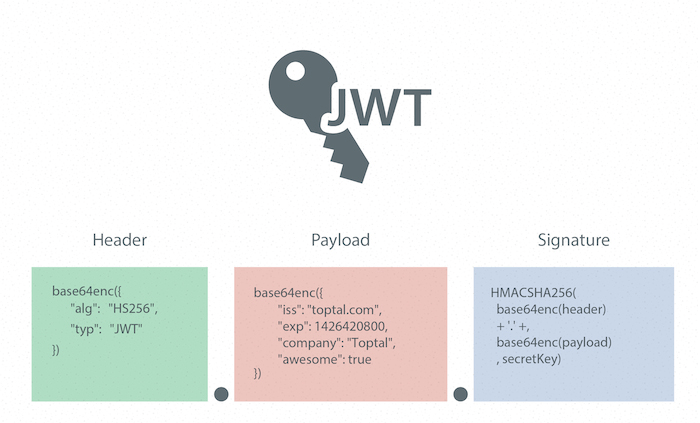 JWT
Header
Payload
Signature
base64enc({
"alg": "HS256",
"typ": "JWT"
})
base64enc({
"iss": "toptal.com",
"exp": 1426420800,
"company": "Toptal",
"awesome": true
})
HMACSHA256(
base64enc(header)
+ '.' +,
base64enc(payload)
, secretKey)